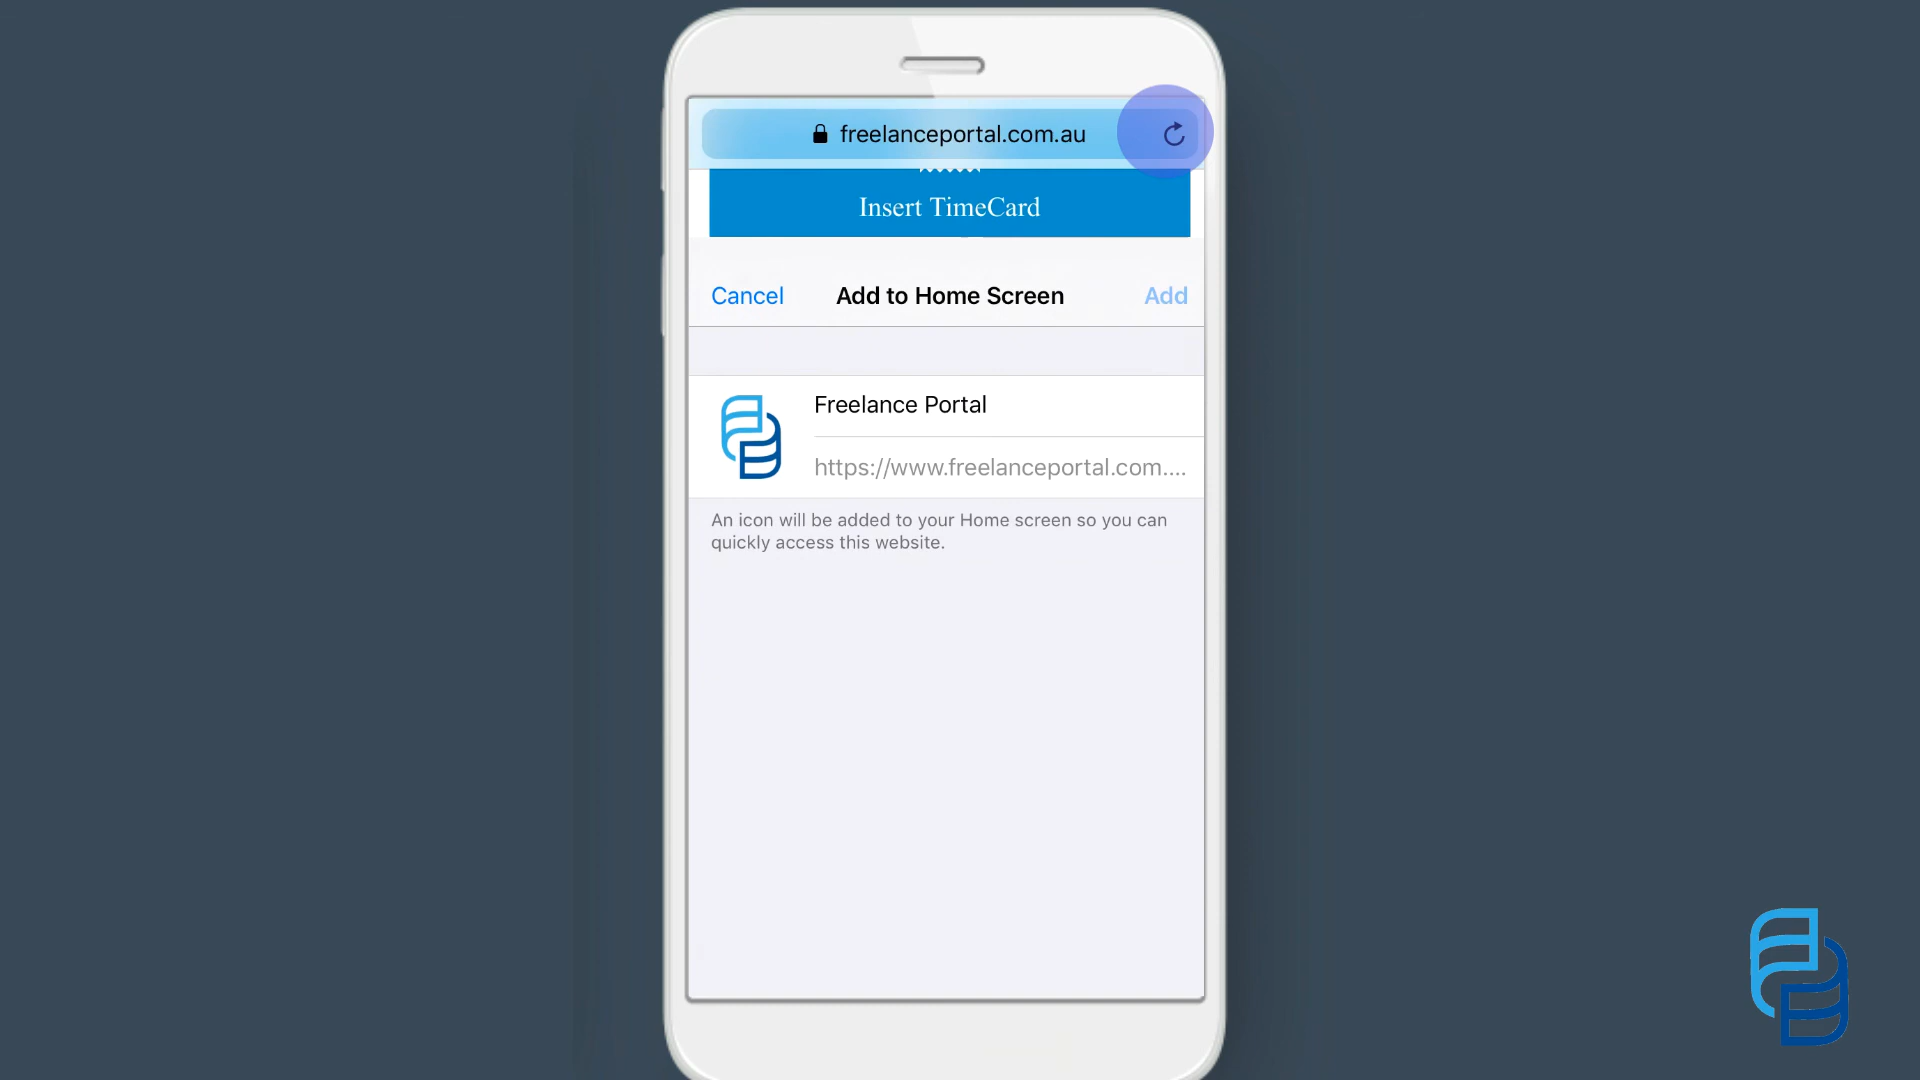 freelanceportal.com.au
Insert TimeCard
Cancel
Add to Home Screen
Add
Freelance Portal
https://www.freelanceportal.com....
An icon will be added to your Home screen so you can
quickly access this website.